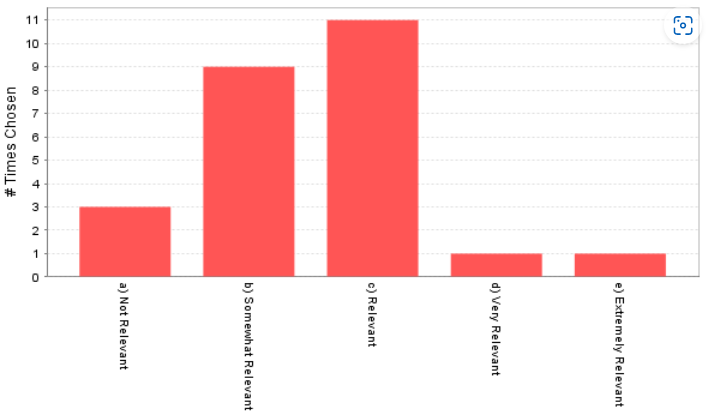 # Times Chosen
11
10
9
8
7
6
5
4
3
2
1
0
a) Not Relevant
b) Somewhat Relevant
c) Relevant
d) Very Relevant
e) Extremely Relevant